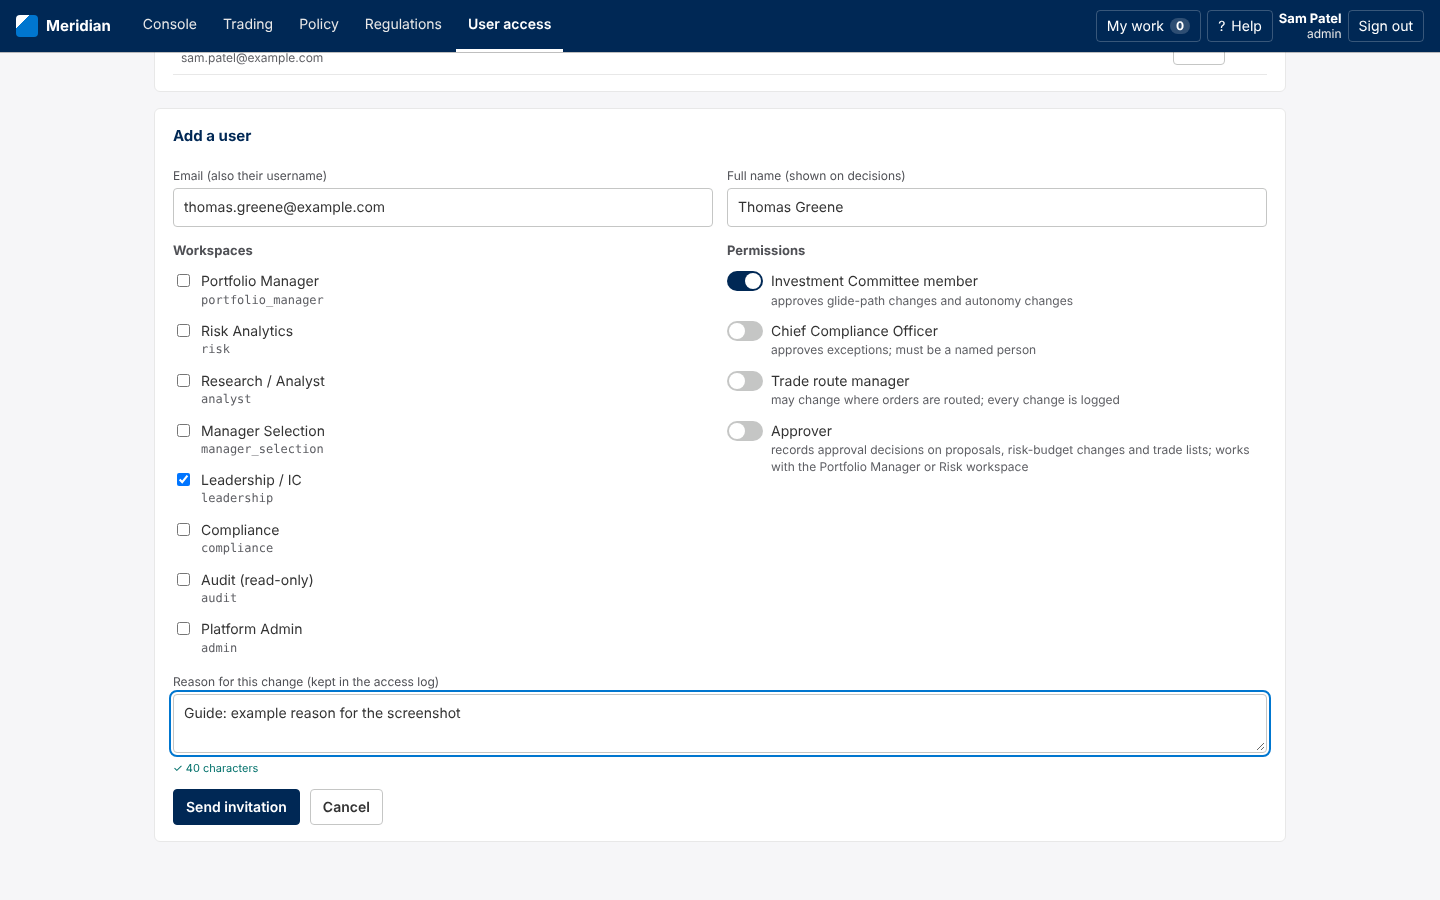 Meridian
Console
Trading
Policy
Regulations
User access
My work 0
? Help
Sam Patel
admin
Sign out
sam.patel@example.com
Add a user
Email (also their username)
thomas.greene@example.com
Full name (shown on decisions)
Thomas Greene
Workspaces
Portfolio Manager
portfolio_manager
Risk Analytics
risk
Research / Analyst
analyst
Manager Selection
manager_selection
Leadership / IC
leadership
Compliance
compliance
Audit (read-only)
audit
Platform Admin
admin
Permissions
Investment Committee member
approves glide-path changes and autonomy changes
Chief Compliance Officer
approves exceptions; must be a named person
Trade route manager
may change where orders are routed; every change is logged
Approver
records approval decisions on proposals, risk-budget changes and trade lists; works
with the Portfolio Manager or Risk workspace
Reason for this change (kept in the access log)
Guide: example reason for the screenshot
✓ 40 characters
Send invitation
Cancel